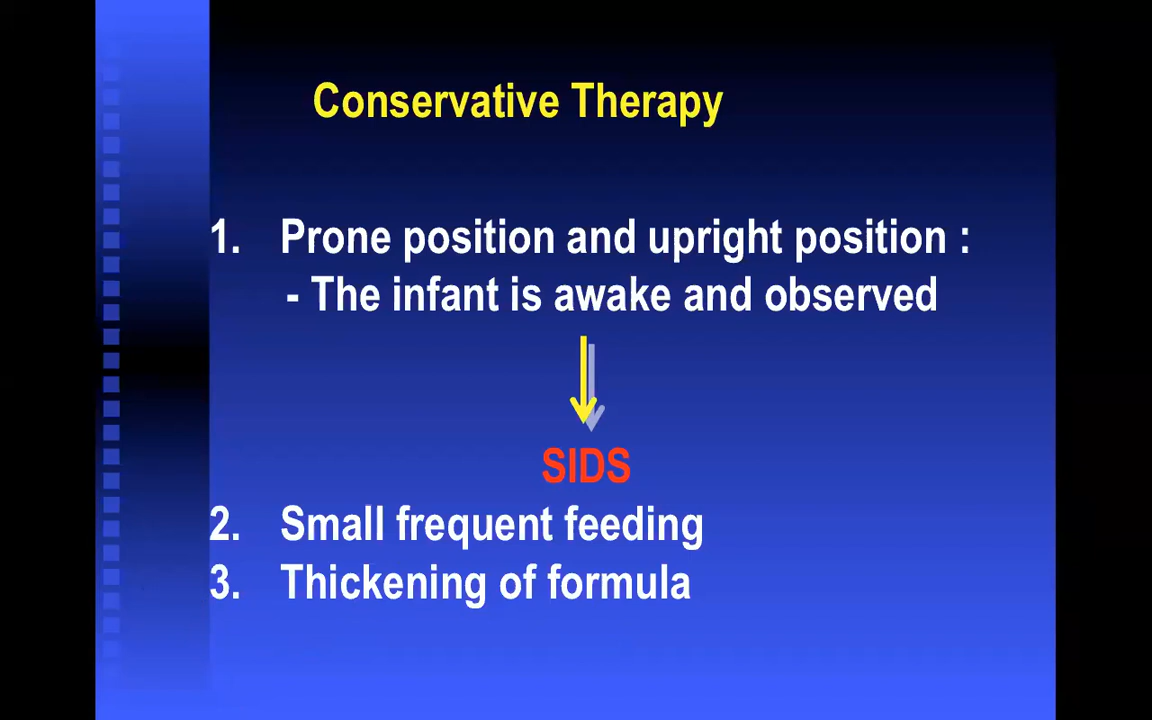 Conservative Therapy
1. Prone position and upright position :
- The infant is awake and observed
SIDS
2. Small frequent feeding
3. Thickening of formula